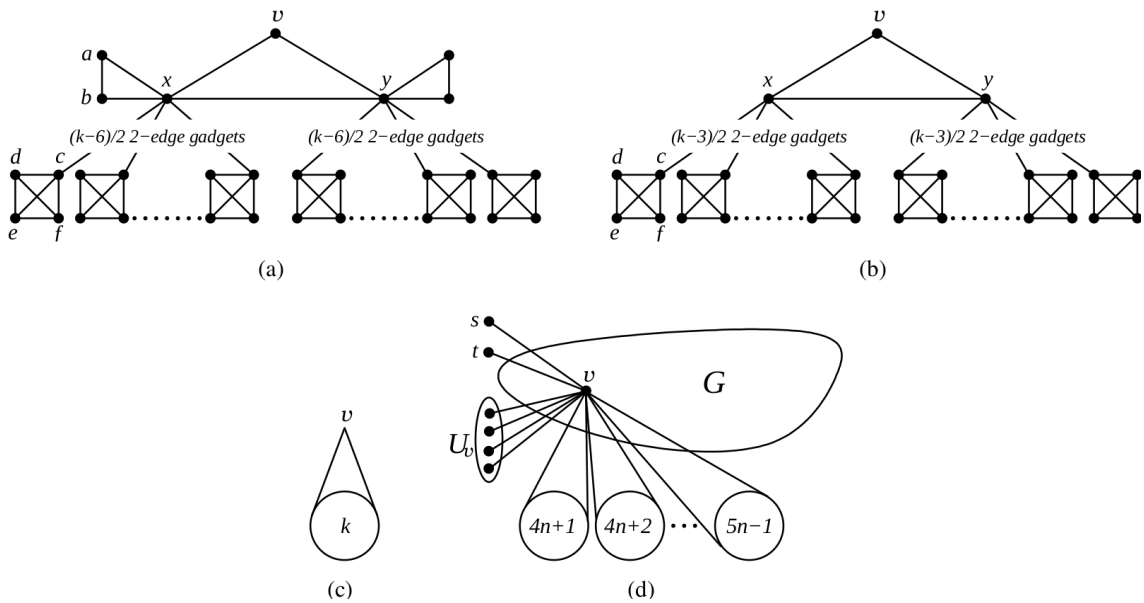 v
v
a
x
y
x
y
b
(k−6)/2 2−edge gadgets
(k−6)/2 2−edge gadgets
(k−3)/2 2−edge gadgets
(k−3)/2 2−edge gadgets
d c
d c
e f
e f
(a)
(b)
s
t
v
G
v
U_v
k
4n+1
4n+2
5n−1
(c)
(d)